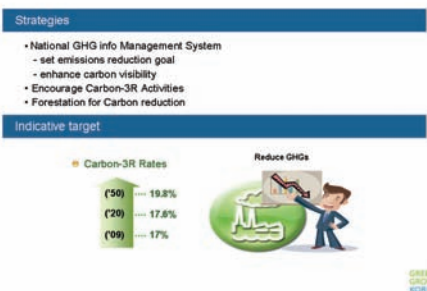 Strategies
• National GHG info Management System
- set emissions reduction goal
- enhance carbon visibility
• Encourage Carbon-3R Activities
• Forestation for Carbon reduction
Indicative target
Carbon-3R Rates
('50) ···· 19.8%
('20) ···· 17.6%
('09) ···· 17%
Reduce GHGs